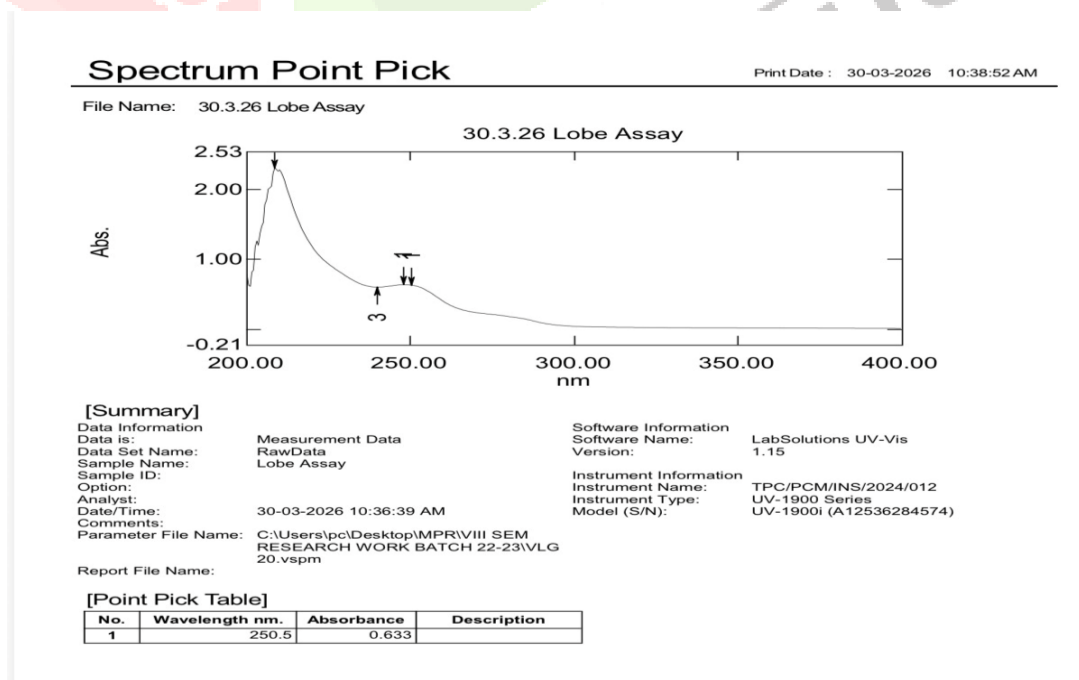 Spectrum Point Pick
Print Date : 30-03-2026 10:38:52 AM
File Name: 30.3.26 Lobe Assay
30.3.26 Lobe Assay
2.53
2.00
1.00
-0.21
Abs.
1
3
200.00 250.00 300.00 350.00 400.00
nm
[Summary]
Data Information
Data is: Measurement Data
Data Set Name: RawData
Sample Name: Lobe Assay
Sample ID:
Option:
Analyst:
Date/Time: 30-03-2026 10:36:39 AM
Comments:
Parameter File Name: C:\Users\pc\Desktop\MPR\VIII SEM
RESEARCH WORK BATCH 22-23\VLG
20.vspm
Report File Name:
Software Information
Software Name: LabSolutions UV-Vis
Version: 1.15
Instrument Information
Instrument Name: TPC/PCM/INS/2024/012
Instrument Type: UV-1900 Series
Model (S/N): UV-1900i (A12536284574)
[Point Pick Table]
No. Wavelength nm. Absorbance Description
1 250.5 0.633